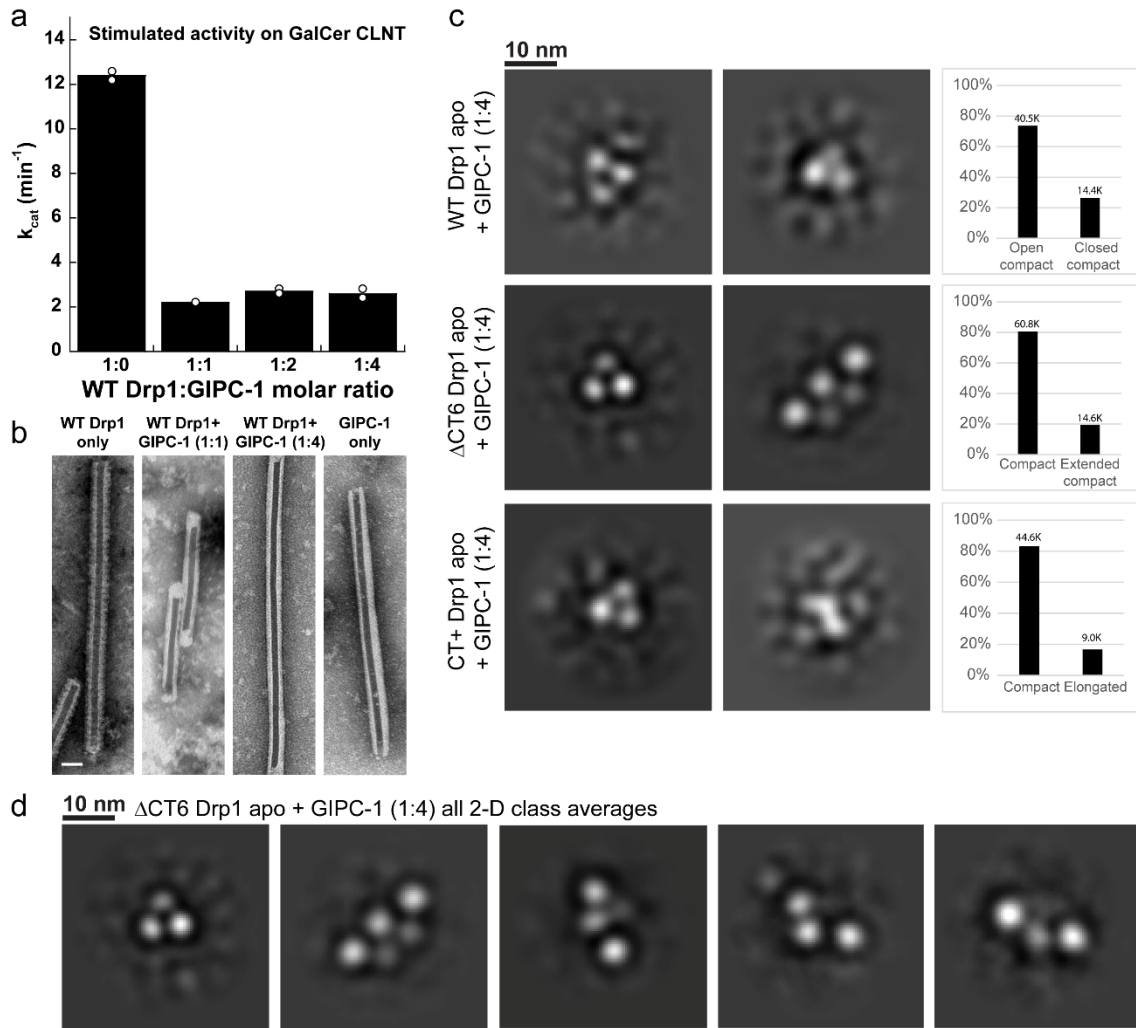 a
Stimulated activity on GalCer CLNT
14
12
10
8
6
4
2
0
kcat (min-1)
1:0 1:1 1:2 1:4
WT Drp1:GIPC-1 molar ratio
b
WT Drp1 only
WT Drp1+ GIPC-1 (1:1)
WT Drp1+ GIPC-1 (1:4)
GIPC-1 only
c
10 nm
WT Drp1 apo
+ GIPC-1 (1:4)
100%
80%
60%
40%
20%
0%
40.5K
14.4K
Open compact
Closed compact
ΔCT6 Drp1 apo
+ GIPC-1 (1:4)
100%
80%
60%
40%
20%
0%
60.8K
14.6K
Compact
Extended compact
CT+ Drp1 apo
+ GIPC-1 (1:4)
100%
80%
60%
40%
20%
0%
44.6K
9.0K
Compact Elongated
d
10 nm ΔCT6 Drp1 apo + GIPC-1 (1:4) all 2-D class averages